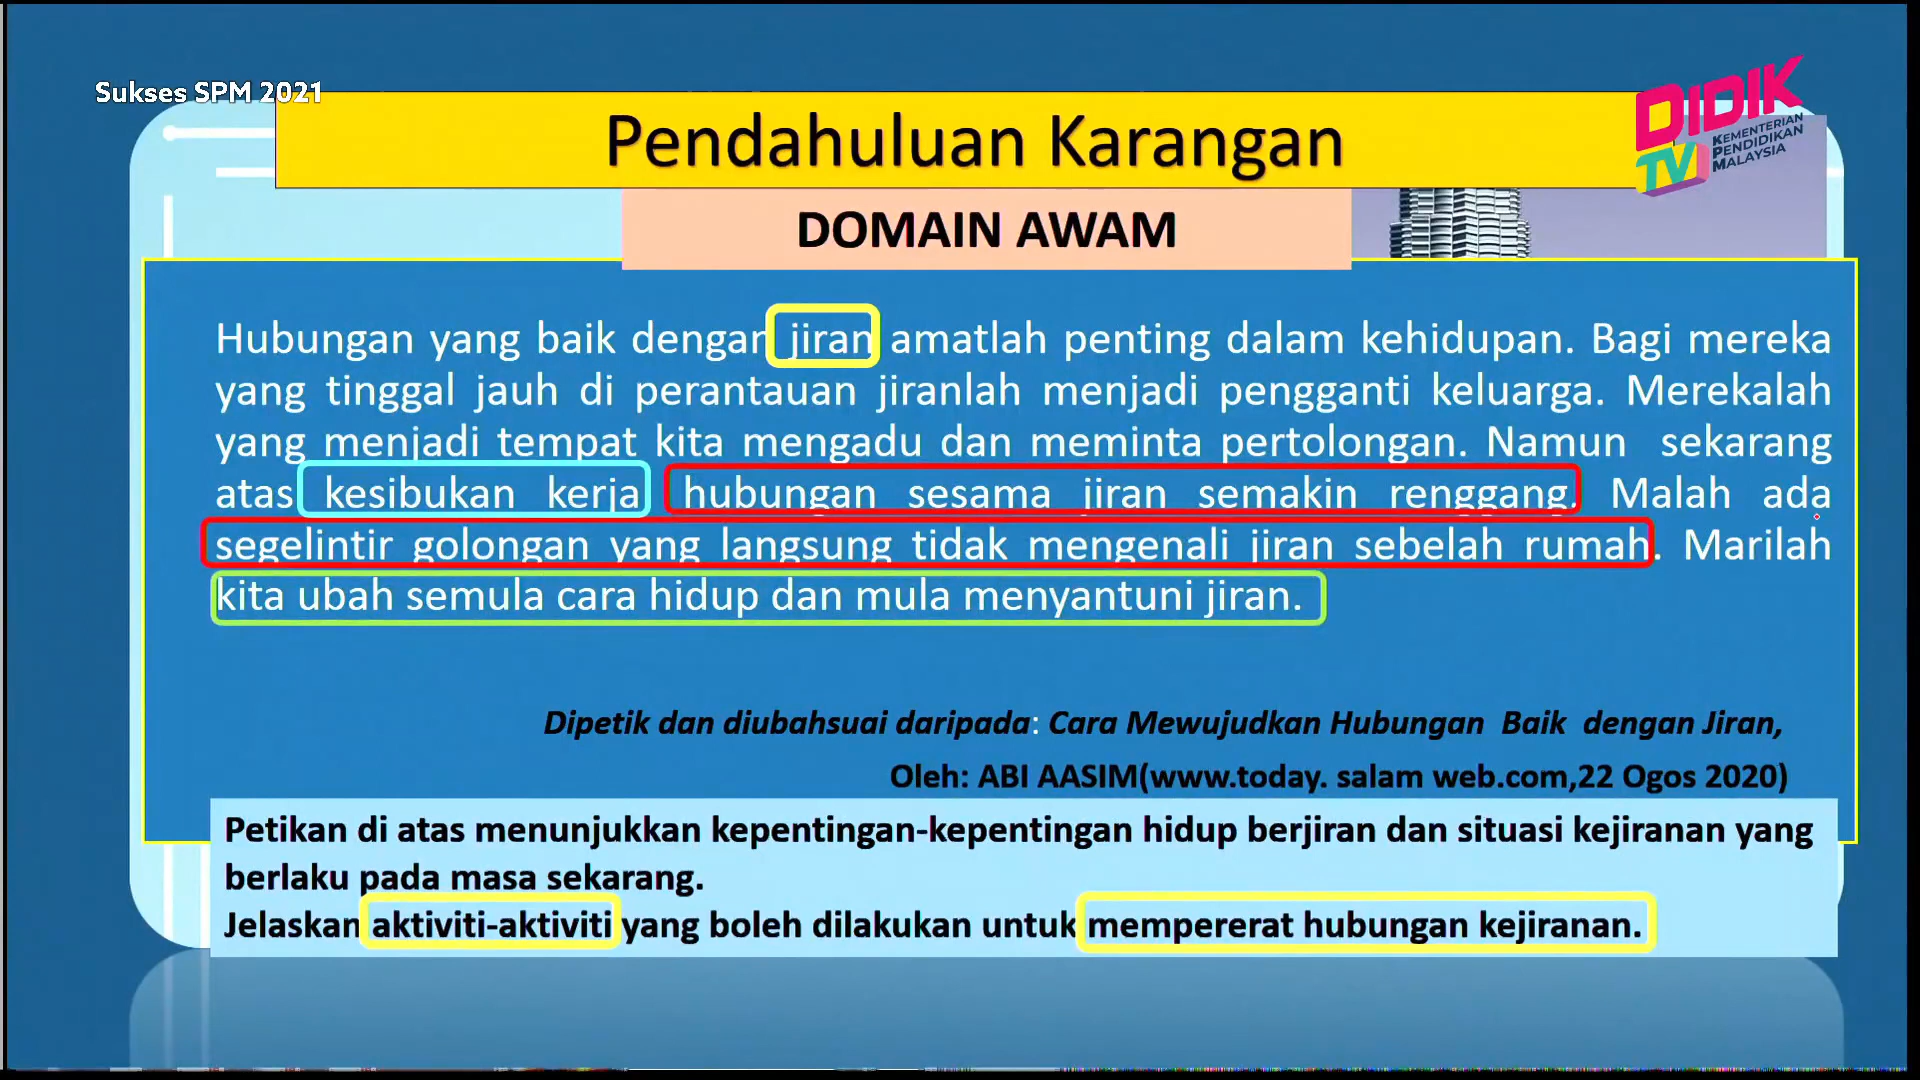 Sukses SPM 2021
Pendahuluan Karangan
DIDIK
TV
KEMENTERIAN
PENDIDIKAN
MALAYSIA
DOMAIN AWAM
Hubungan yang baik dengan jiran amatlah penting dalam kehidupan. Bagi mereka
yang tinggal jauh di perantauan jiranlah menjadi pengganti keluarga. Merekalah
yang menjadi tempat kita mengadu dan meminta pertolongan. Namun sekarang
atas kesibukan kerja hubungan sesama jiran semakin renggang. Malah ada
segelintir golongan yang langsung tidak mengenali jiran sebelah rumah. Marilah
kita ubah semula cara hidup dan mula menyantuni jiran.
Dipetik dan diubahsuai daripada: Cara Mewujudkan Hubungan Baik dengan Jiran,
Oleh: ABI AASIM(www.today. salam web.com,22 Ogos 2020)
Petikan di atas menunjukkan kepentingan-kepentingan hidup berjiran dan situasi kejiranan yang
berlaku pada masa sekarang.
Jelaskan aktiviti-aktiviti yang boleh dilakukan untuk mempererat hubungan kejiranan.